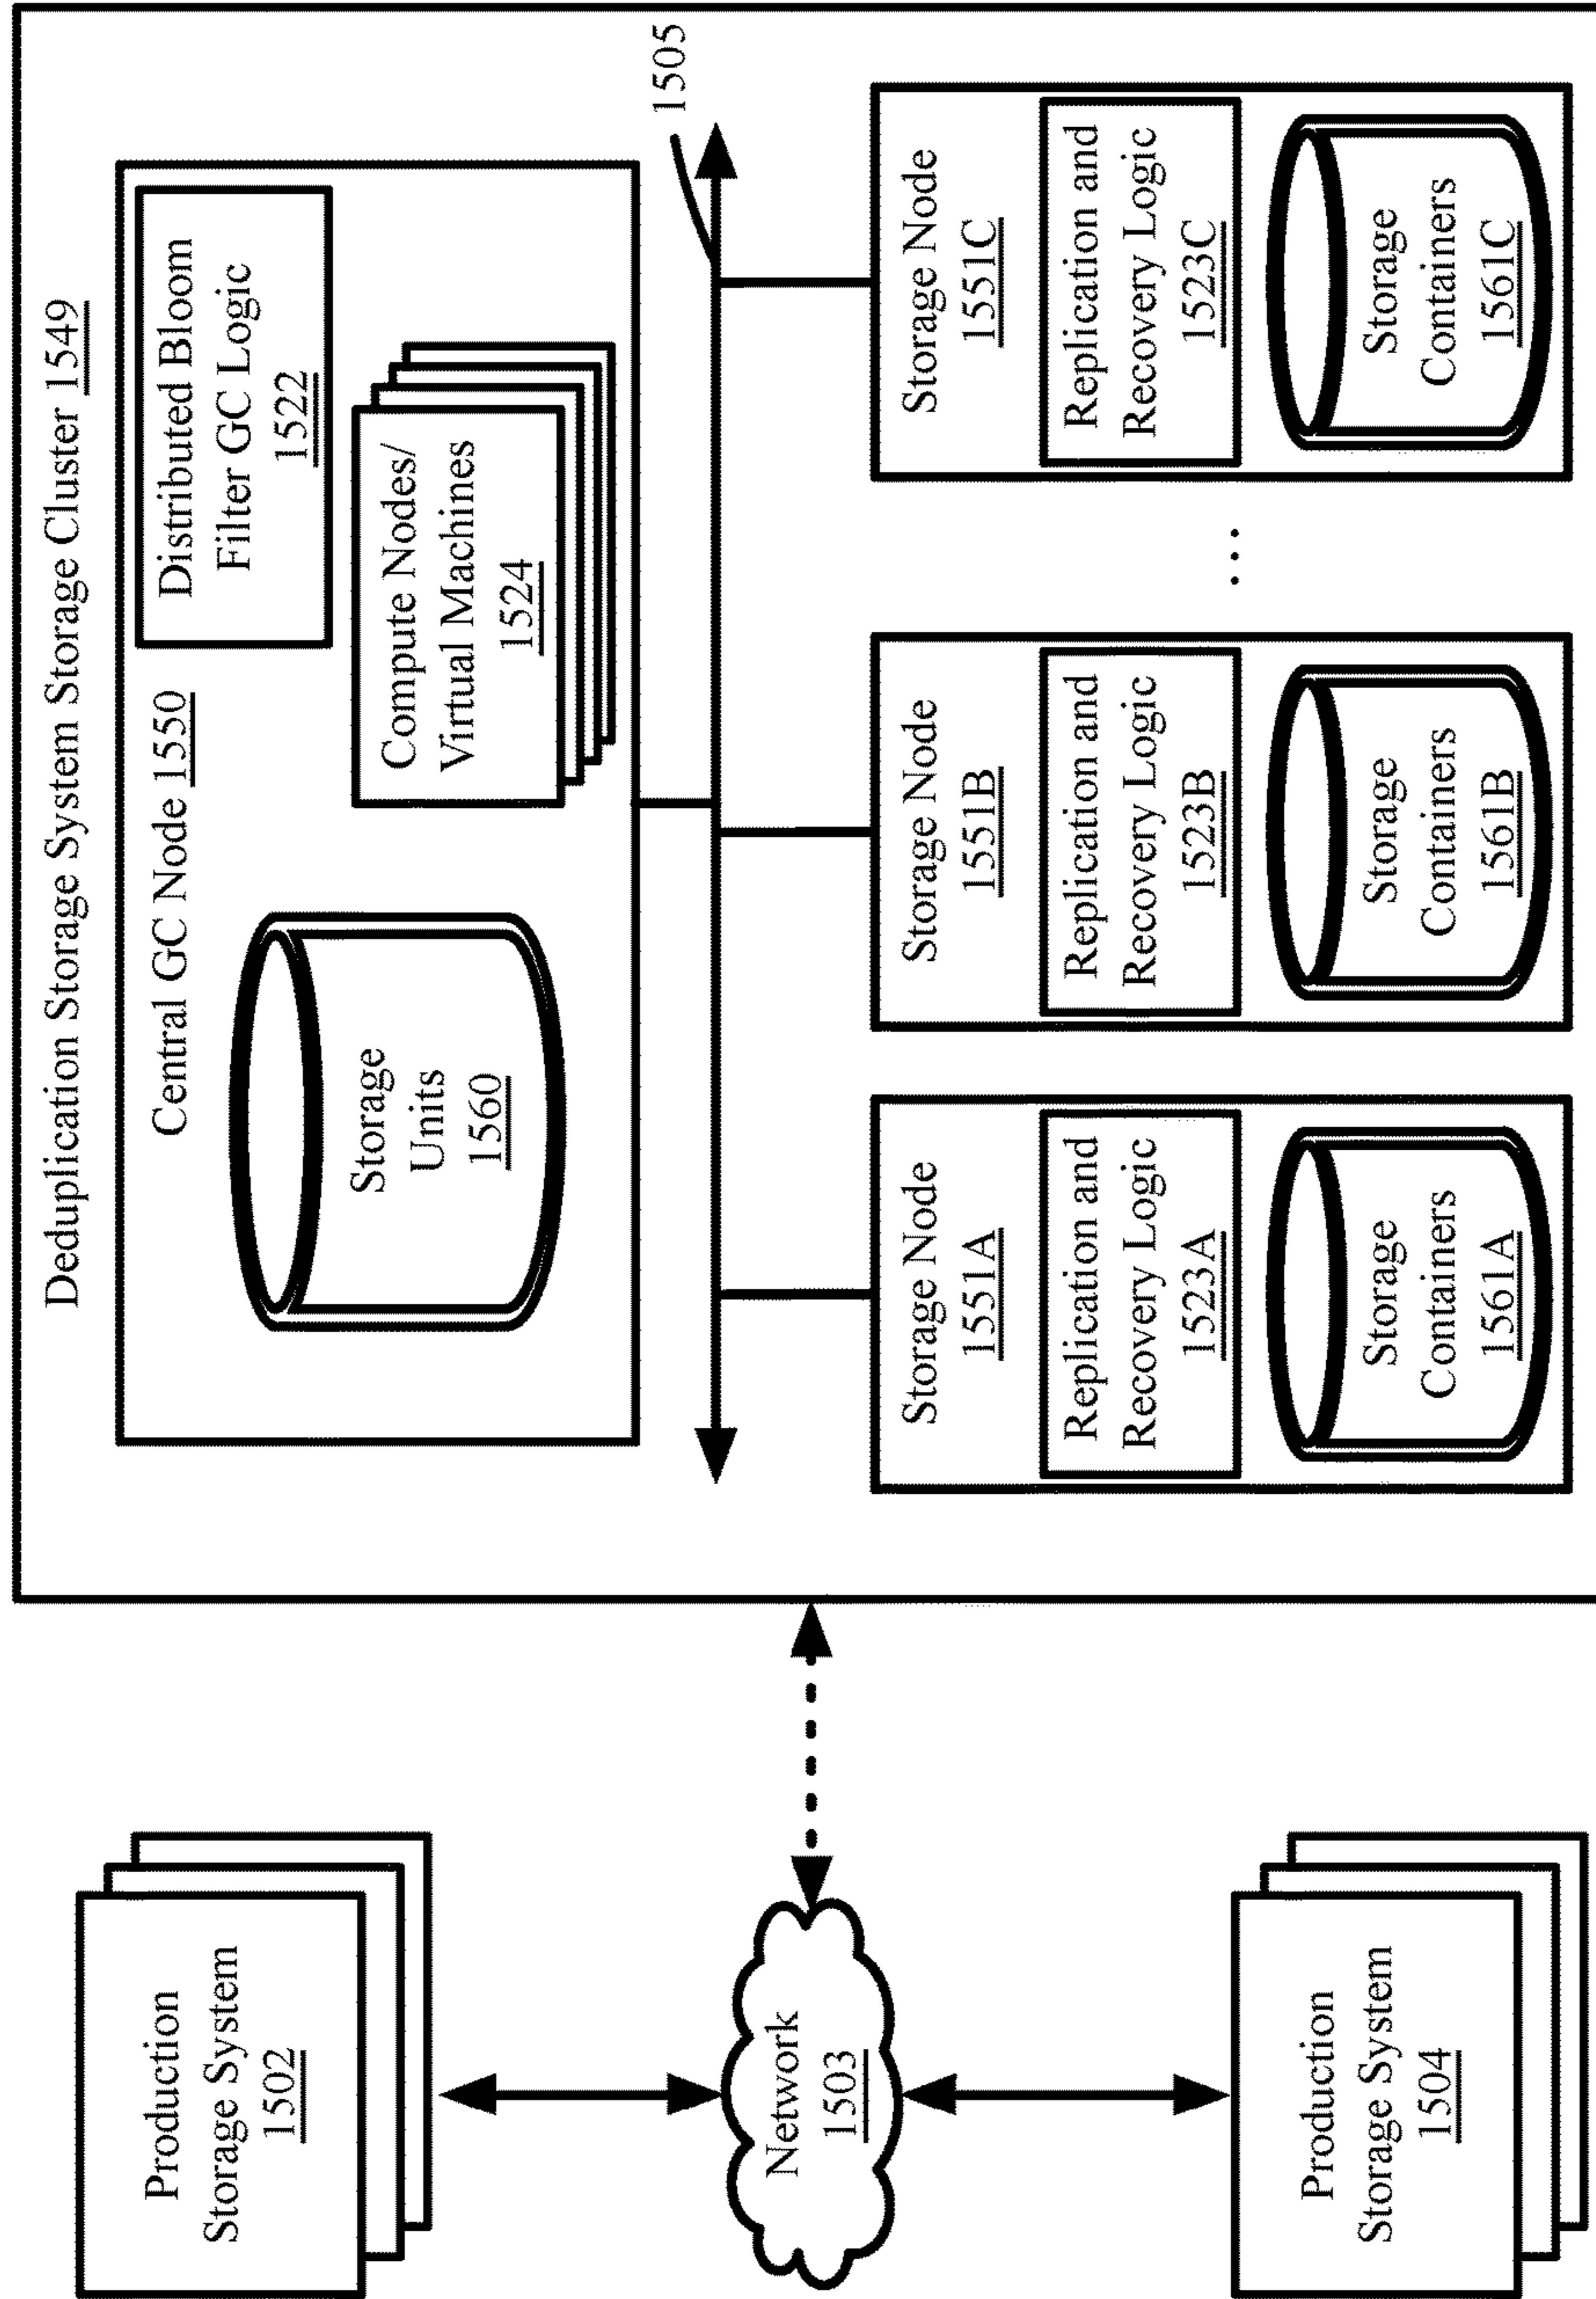 Deduplication Storage System Storage Cluster 1549
Central GC Node 1550
Distributed Bloom
Filter GC Logic
1522
Storage
Units
1560
Compute Nodes/
Virtual Machines
1524
1505
Production
Storage System
1502
Network
1503
Production
Storage System
1504
Storage Node
1551A
Replication and
Recovery Logic
1523A
Storage
Containers
1561A
Storage Node
1551B
Replication and
Recovery Logic
1523B
Storage
Containers
1561B
...
Storage Node
1551C
Replication and
Recovery Logic
1523C
Storage
Containers
1561C